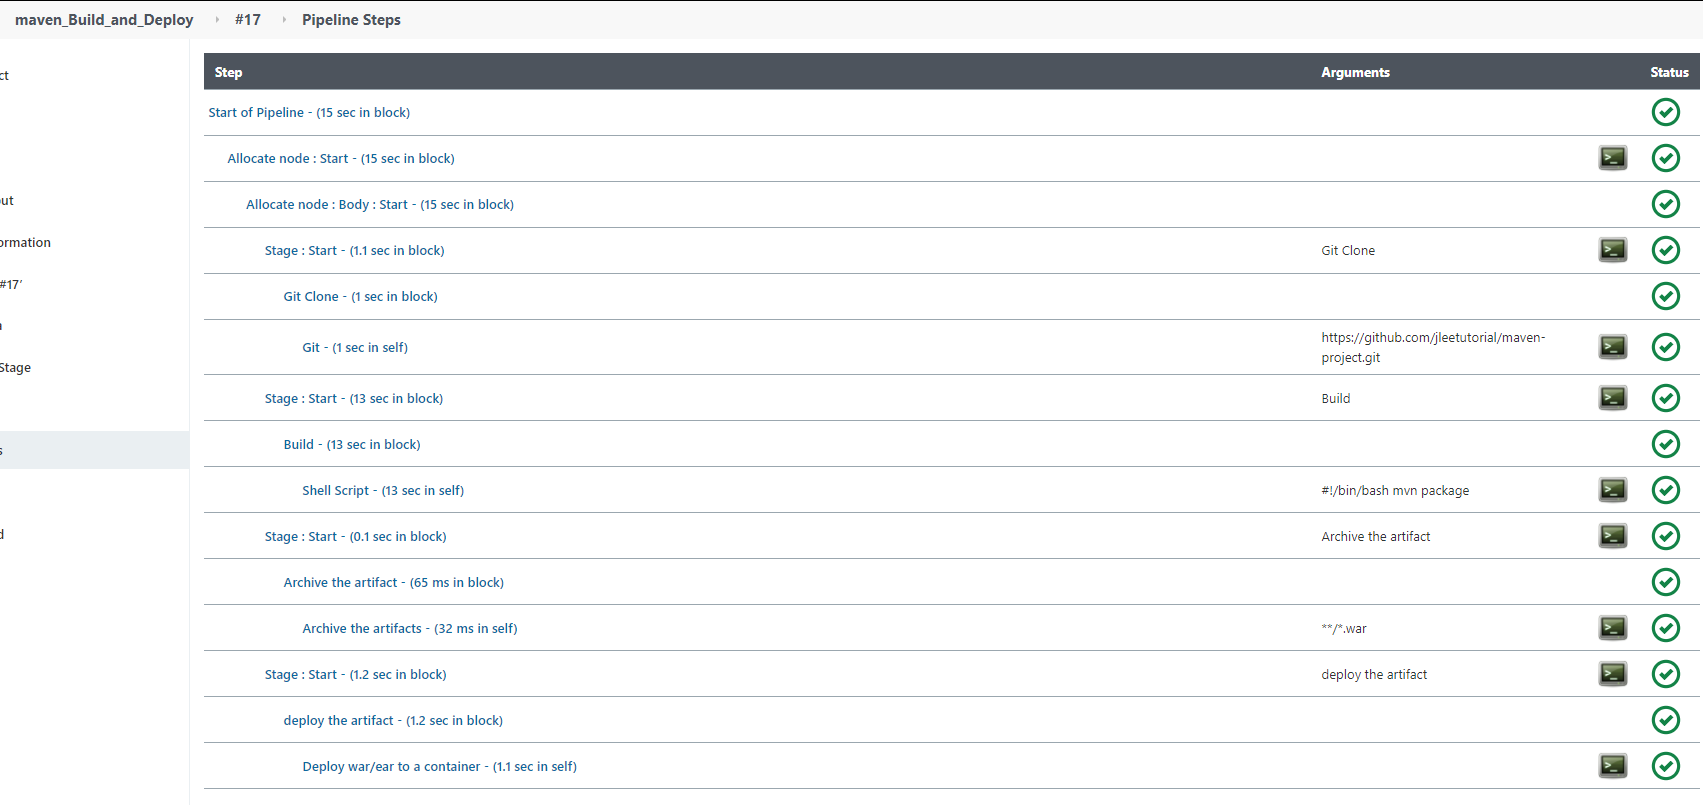 maven_Build_and_Deploy › #17 › Pipeline Steps
ct
out
ormation
#17'
Stage
s
d
Step Arguments Status
Start of Pipeline - (15 sec in block)
Allocate node : Start - (15 sec in block)
Allocate node : Body : Start - (15 sec in block)
Stage : Start - (1.1 sec in block) Git Clone
Git Clone - (1 sec in block)
Git - (1 sec in self) https://github.com/jleetutorial/maven-
project.git
Stage : Start - (13 sec in block) Build
Build - (13 sec in block)
Shell Script - (13 sec in self) #!/bin/bash mvn package
Stage : Start - (0.1 sec in block) Archive the artifact
Archive the artifact - (65 ms in block)
Archive the artifacts - (32 ms in self) **/*.war
Stage : Start - (1.2 sec in block) deploy the artifact
deploy the artifact - (1.2 sec in block)
Deploy war/ear to a container - (1.1 sec in self)